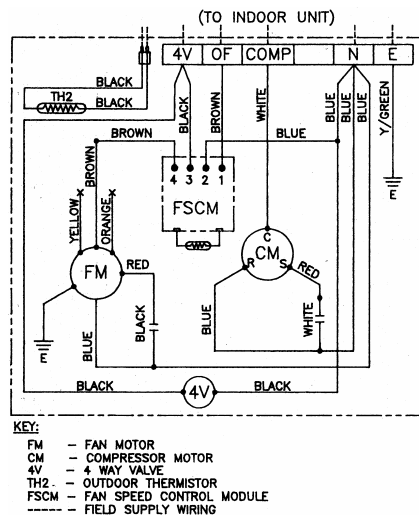 (TO INDOOR UNIT)
4V OF COMP N E
BLACK
TH2
BLACK
BLACK
BLACK
BROWN
WHITE
BLUE
BLUE
BLUE
Y/GREEN
BROWN
BLUE
BROWN
4 3 2 1
FSCM
YELLOW
ORANGE
E
C
CM
R S
FM
RED
RED
BLACK
BLUE
WHITE
E
BLUE
BLACK
4V
BLACK
KEY:
FM – FAN MOTOR
CM – COMPRESSOR MOTOR
4V – 4 WAY VALVE
TH2 – OUTDOOR THERMISTOR
FSCM – FAN SPEED CONTROL MODULE
------ – FIELD SUPPLY WIRING